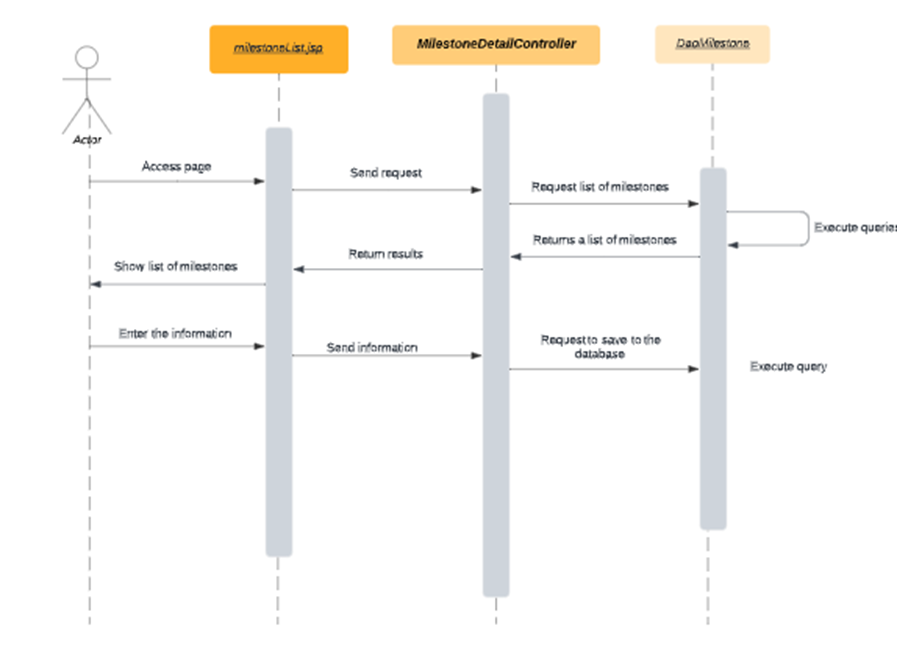 milestoneList.jsp
MilestoneDetailController
DaoMilestone
Actor
Access page
Send request
Request list of milestones
Execute queries
Returns a list of milestones
Return results
Show list of milestones
Enter the information
Send information
Request to save to the
database
Execute query